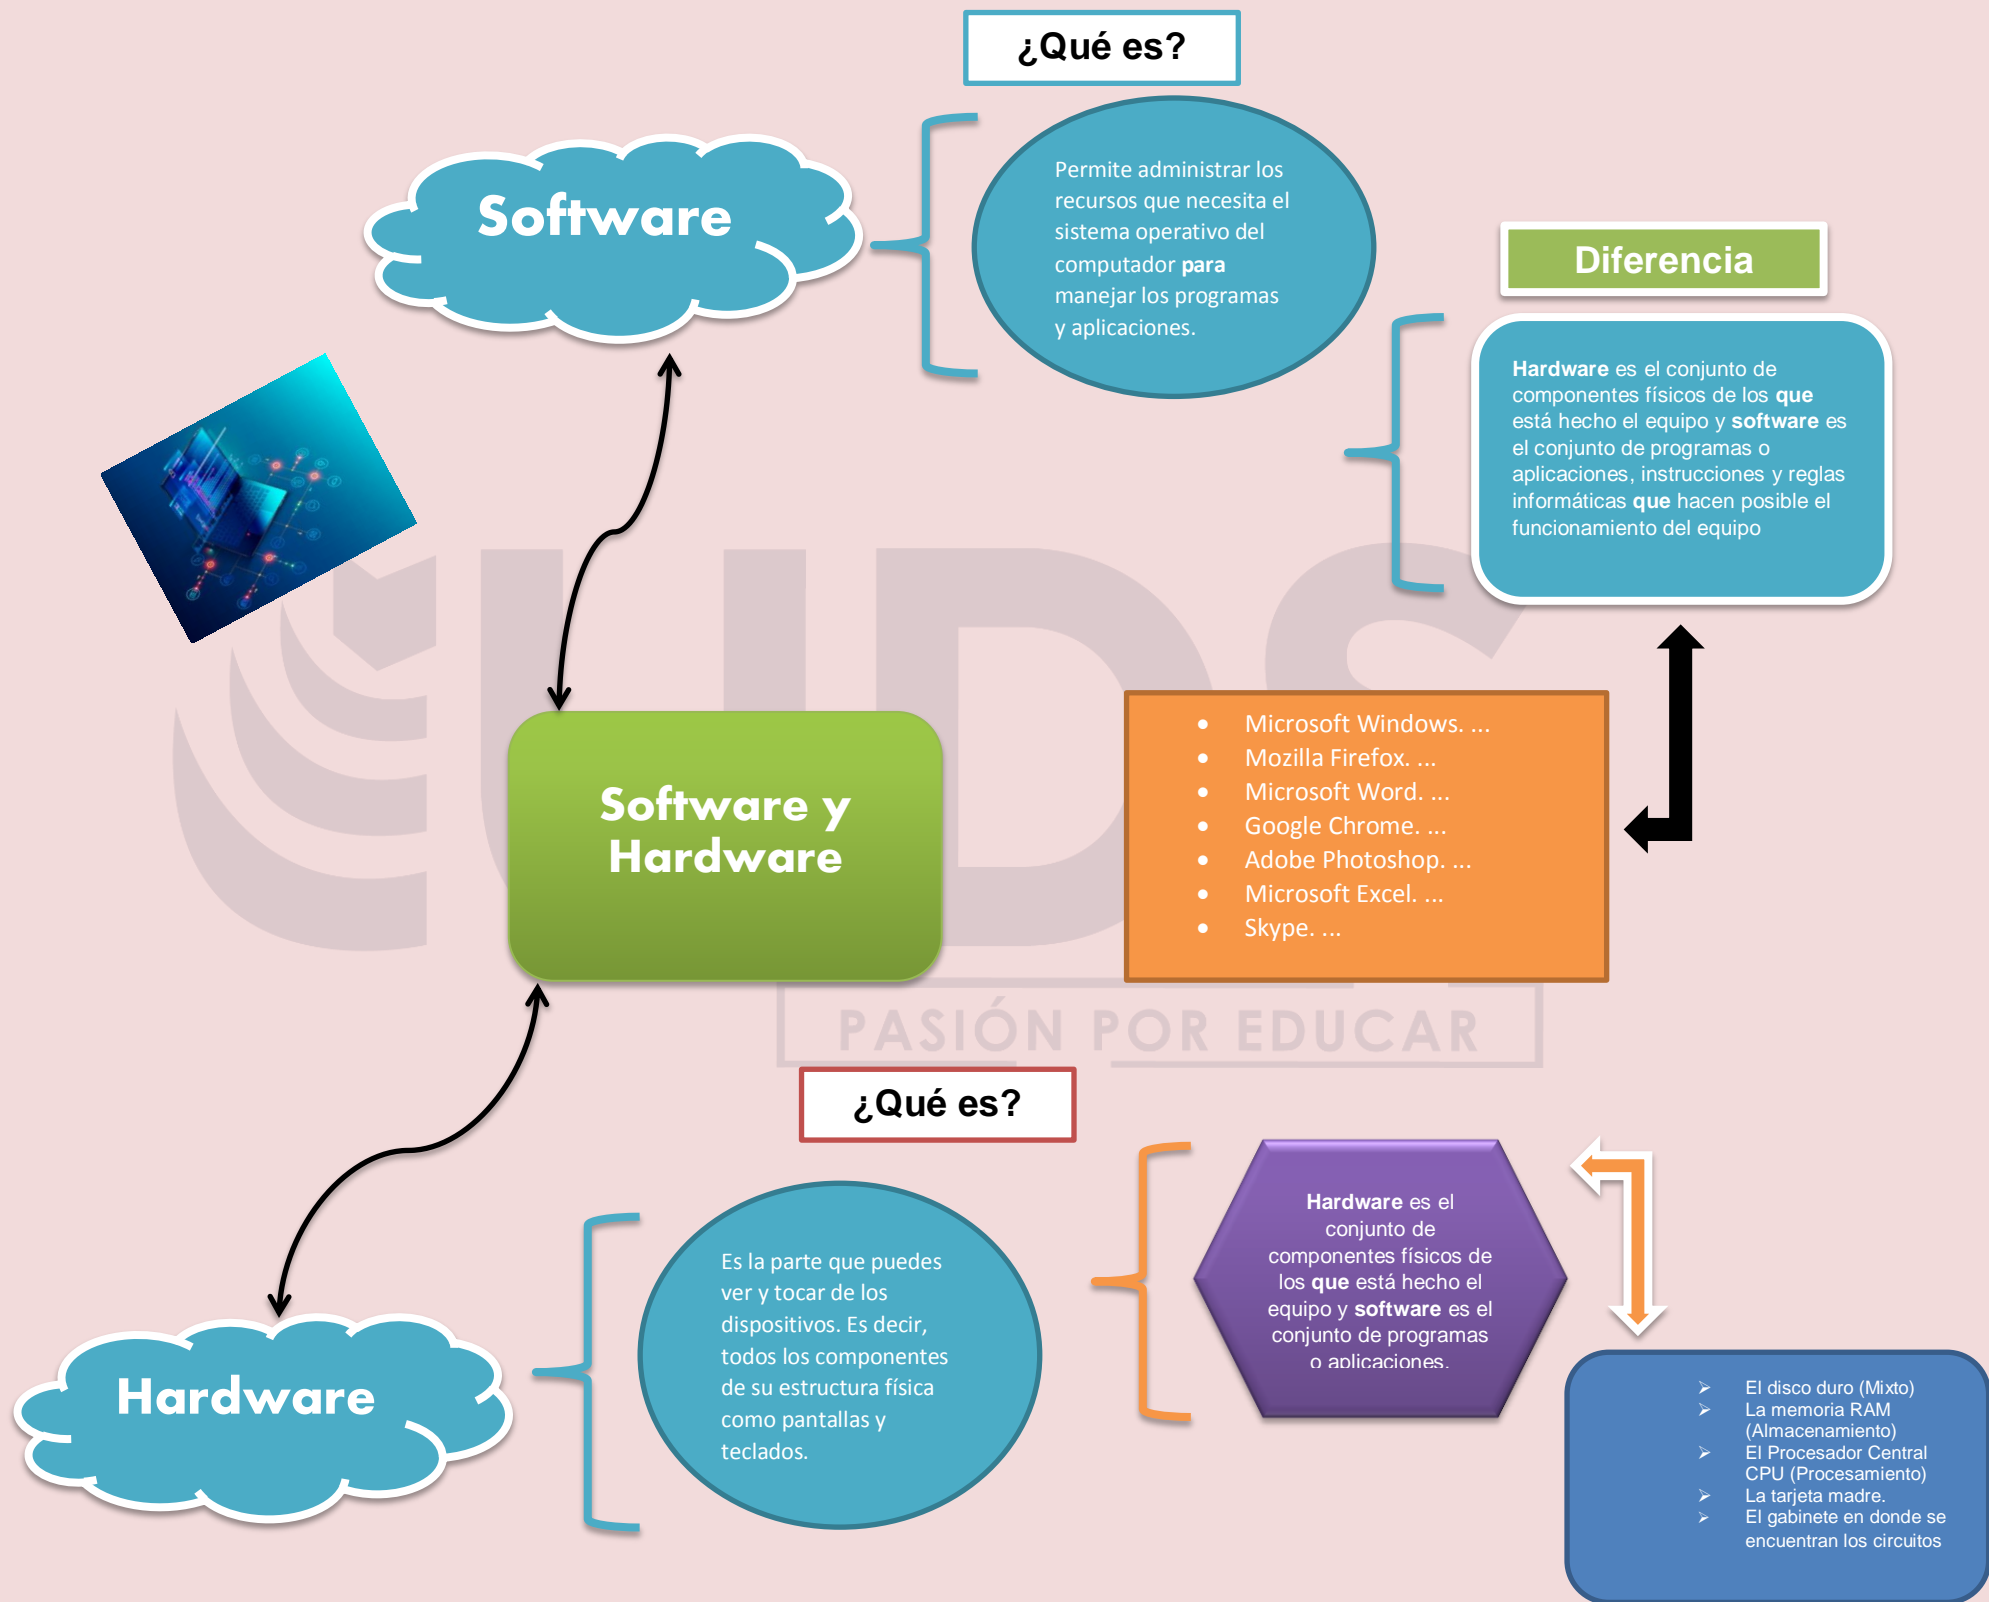 ¿Qué es?
Software
Permite administrar los
recursos que necesita el
sistema operativo del
computador para
manejar los programas
y aplicaciones.
Diferencia
Hardware es el conjunto de
componentes físicos de los que
está hecho el equipo y software es
el conjunto de programas o
aplicaciones, instrucciones y reglas
informáticas que hacen posible el
funcionamiento del equipo
UDS
Software y
Hardware
• Microsoft Windows. ...
• Mozilla Firefox. ...
• Microsoft Word. ...
• Google Chrome. ...
• Adobe Photoshop. ...
• Microsoft Excel. ...
• Skype. ...
PASIÓN POR EDUCAR
¿Qué es?
Hardware
Es la parte que puedes
ver y tocar de los
dispositivos. Es decir,
todos los componentes
de su estructura física
como pantallas y
teclados.
Hardware es el
conjunto de
componentes físicos de
los que está hecho el
equipo y software es el
conjunto de programas
o aplicaciones.
➢ El disco duro (Mixto)
➢ La memoria RAM
(Almacenamiento)
➢ El Procesador Central
CPU (Procesamiento)
➢ La tarjeta madre.
➢ El gabinete en donde se
encuentran los circuitos